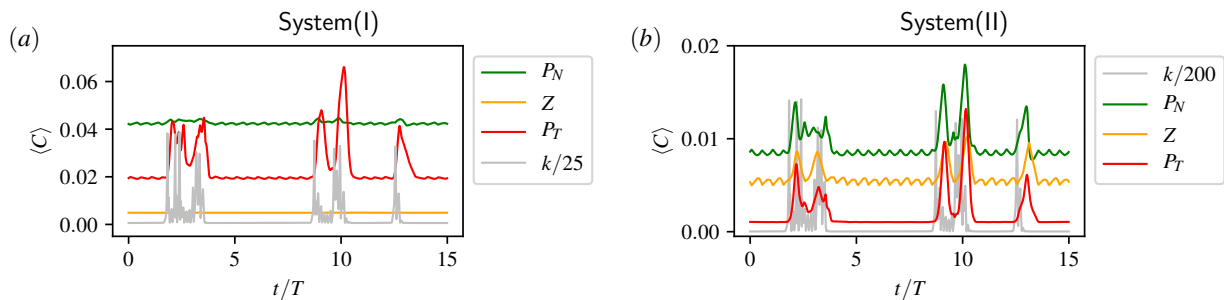 System(I)
(a)
0.06
0.04
0.02
0.00
⟨C⟩
0
5
10
15
t/T
P_N
Z
P_T
k/25
System(II)
(b)
0.02
0.01
0.00
⟨C⟩
0
5
10
15
t/T
k/200
P_N
Z
P_T